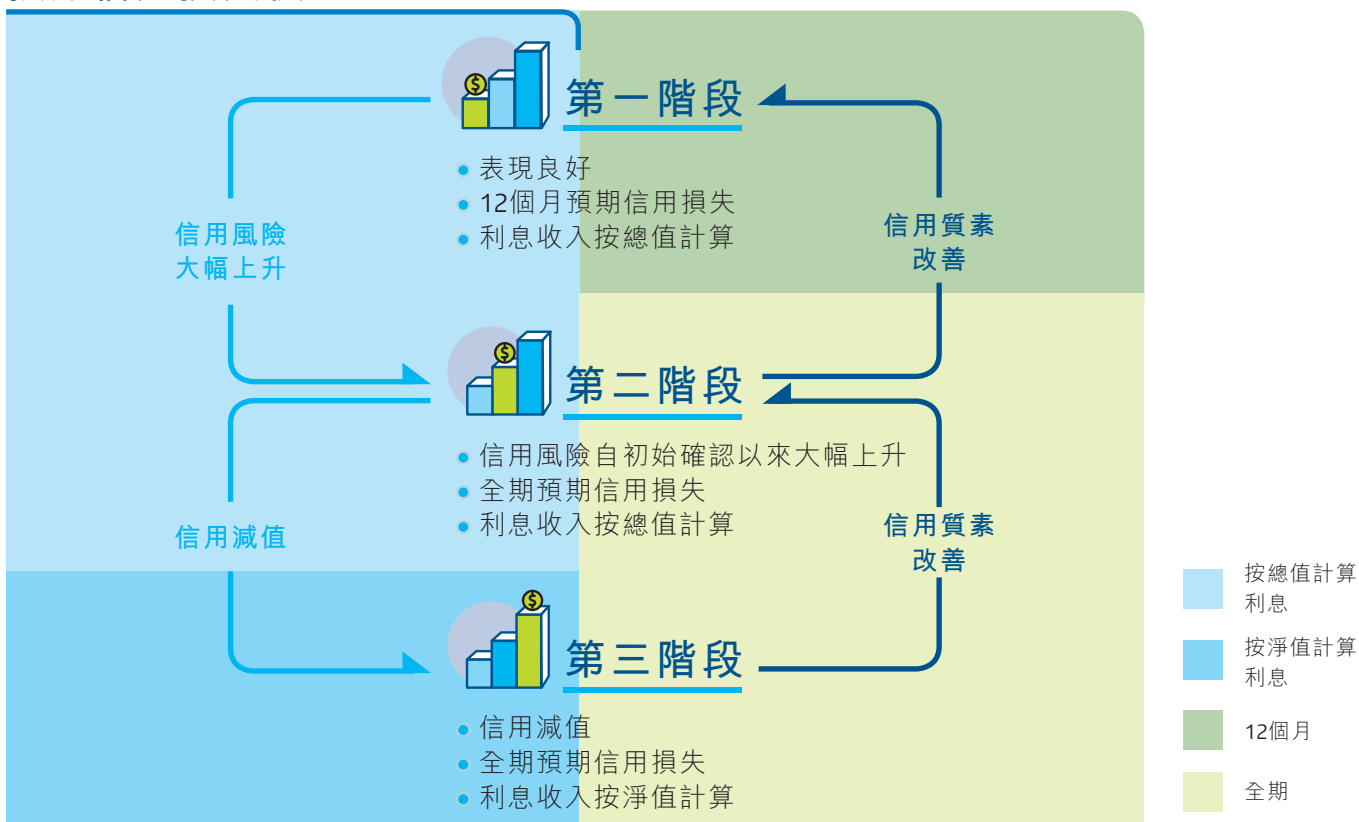 第一階段
表現良好
12個月預期信用損失
利息收入按總值計算
信用風險
大幅上升
信用質素
改善
第二階段
信用風險自初始確認以來大幅上升
全期預期信用損失
利息收入按總值計算
信用減值
信用質素
改善
第三階段
信用減值
全期預期信用損失
利息收入按淨值計算
按總值計算
利息
按淨值計算
利息
12個月
全期